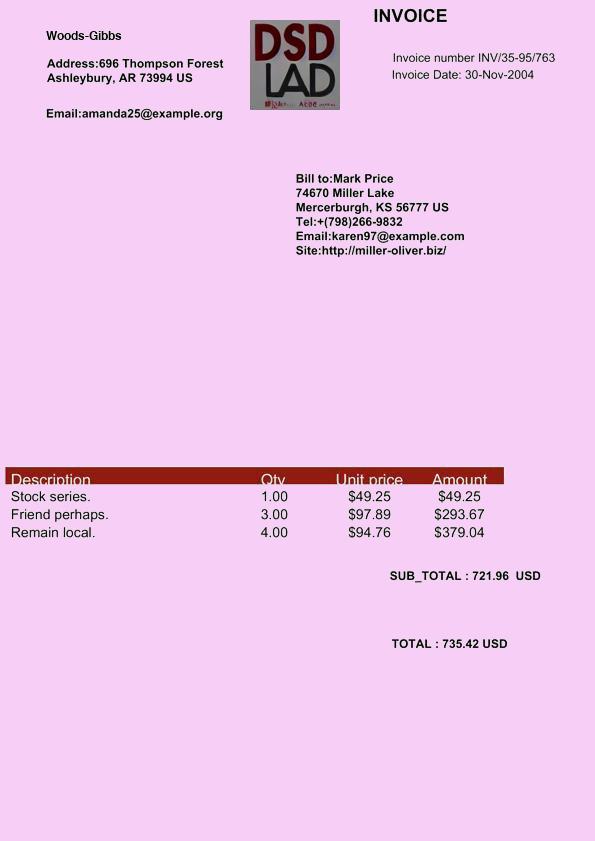 INVOICE
Woods-Gibbs
Address:696 Thompson Forest
Ashleybury, AR 73994 US
Email:amanda25@example.org
DSD
LAD
Invoice number INV/35-95/763
Invoice Date: 30-Nov-2004
Bill to:Mark Price
74670 Miller Lake
Mercerburgh, KS 56777 US
Tel:+(798)266-9832
Email:karen97@example.com
Site:http://miller-oliver.biz/
Description Qty Unit price Amount
Stock series. 1.00 $49.25 $49.25
Friend perhaps. 3.00 $97.89 $293.67
Remain local. 4.00 $94.76 $379.04
SUB_TOTAL : 721.96 USD
TOTAL : 735.42 USD